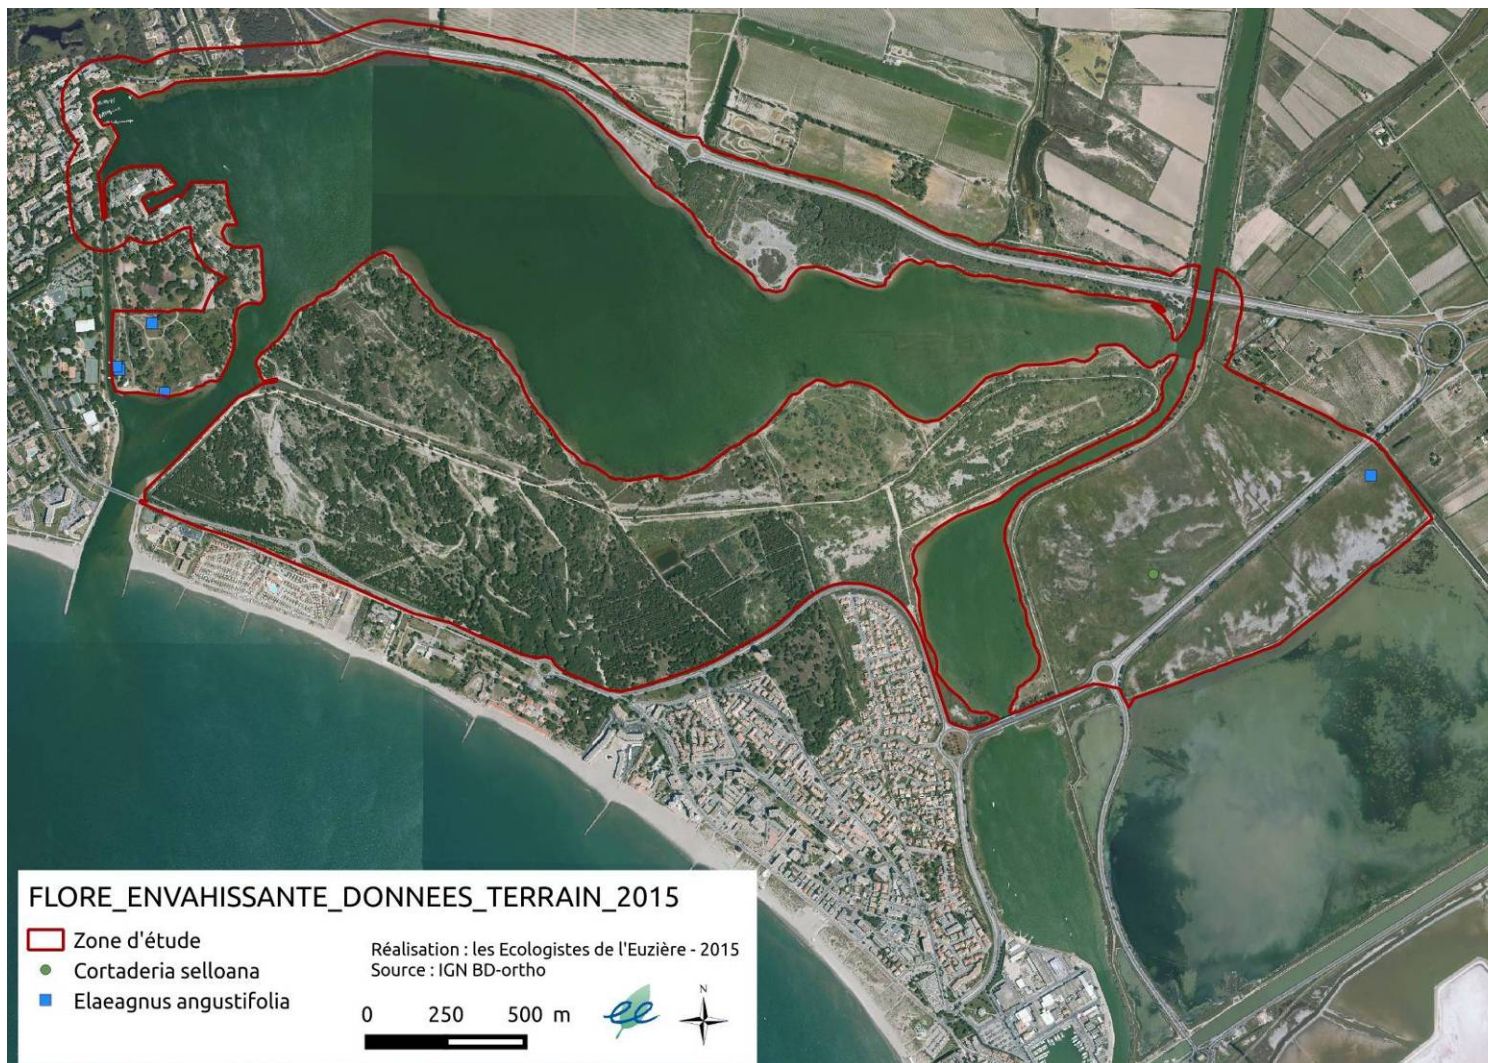 FLORE_ENVAHISSANTE_DONNEES_TERRAIN_2015
Zone d'étude
Cortaderia selloana
Elaeagnus angustifolia
Réalisation : les Ecologistes de l'Euzière - 2015
Source : IGN BD-ortho
0 250 500 m
ee
N